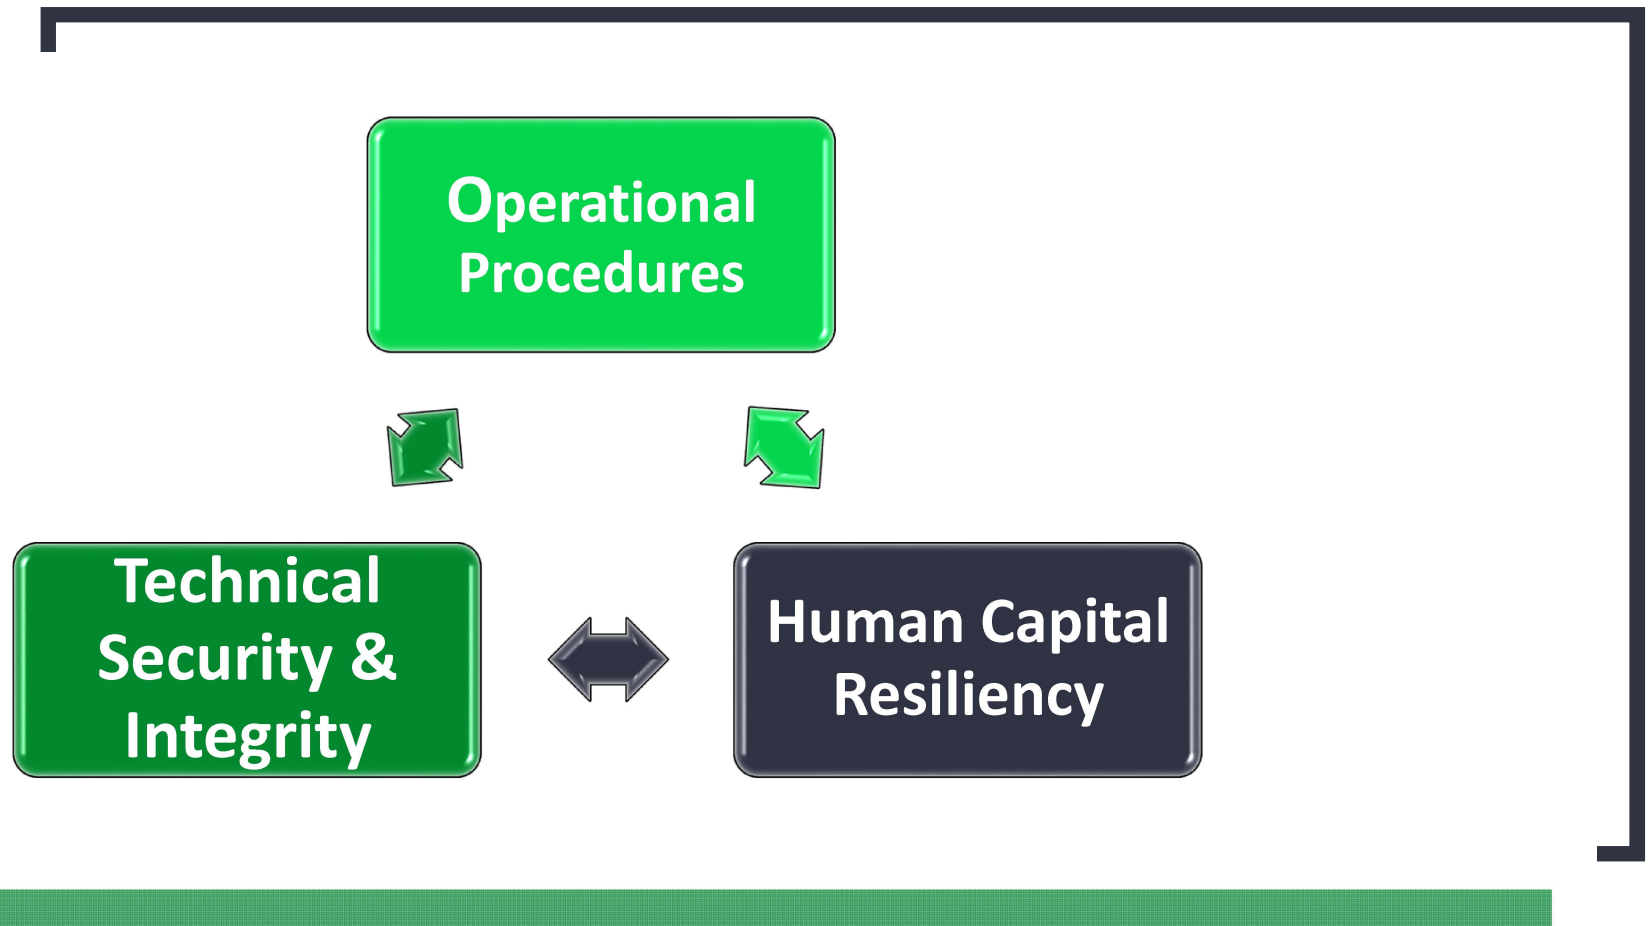 Operational
Procedures
Technical
Security &
Integrity
Human Capital
Resiliency